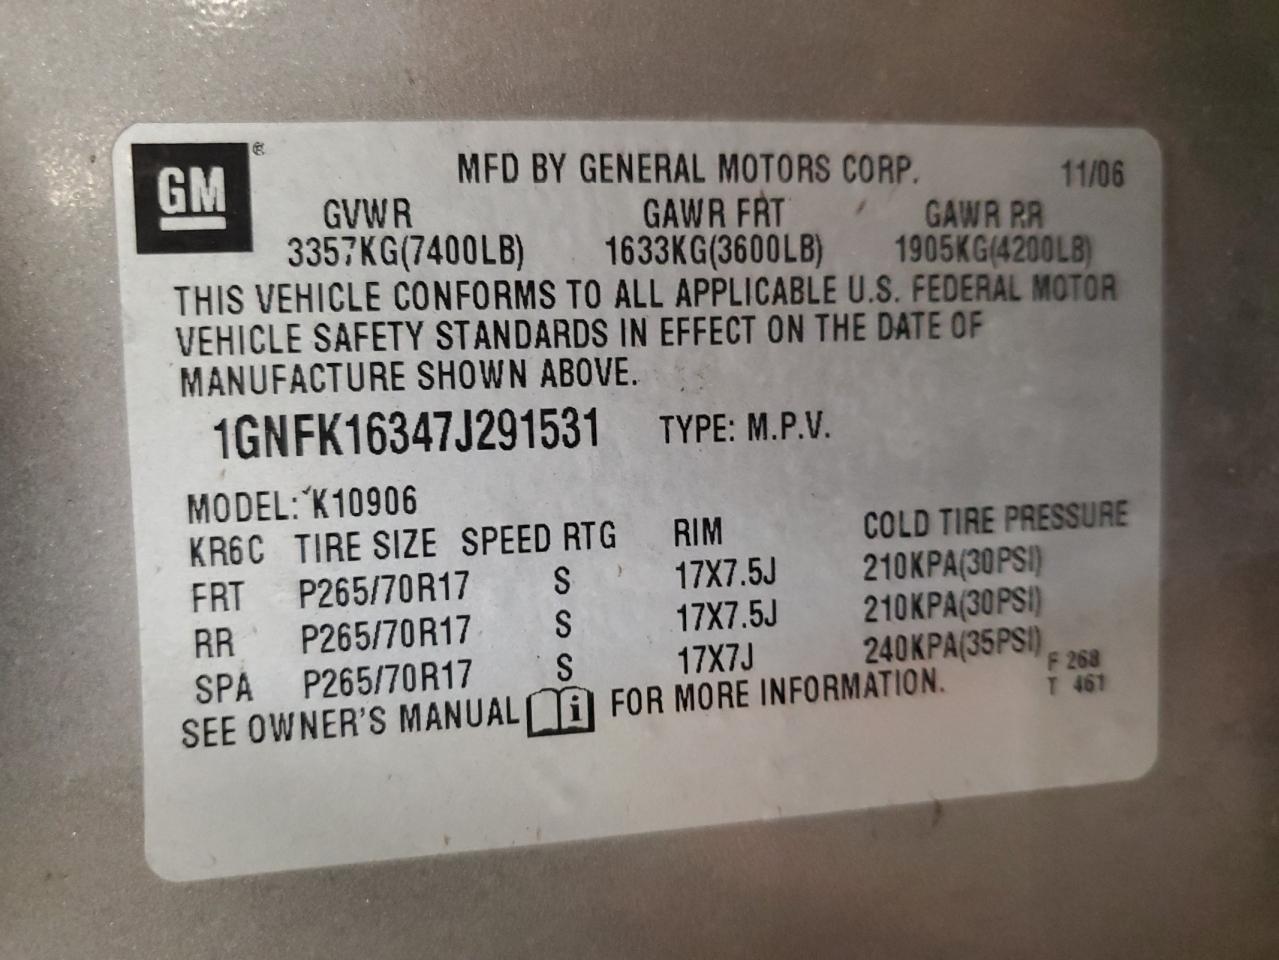 GM ®
MFD BY GENERAL MOTORS CORP. 11/06
GVWR GAWR FRT GAWR RR
3357KG(7400LB) 1633KG(3600LB) 1905KG(4200LB)
THIS VEHICLE CONFORMS TO ALL APPLICABLE U.S. FEDERAL MOTOR
VEHICLE SAFETY STANDARDS IN EFFECT ON THE DATE OF
MANUFACTURE SHOWN ABOVE.
1GNFK16347J291531 TYPE: M.P.V.
MODEL: K10906
KR6C TIRE SIZE SPEED RTG RIM COLD TIRE PRESSURE
FRT P265/70R17 S 17X7.5J 210KPA(30PSI)
RR P265/70R17 S 17X7.5J 210KPA(30PSI)
SPA P265/70R17 S 17X7J 240KPA(35PSI)
SEE OWNER'S MANUAL i FOR MORE INFORMATION.
F 268
T 461